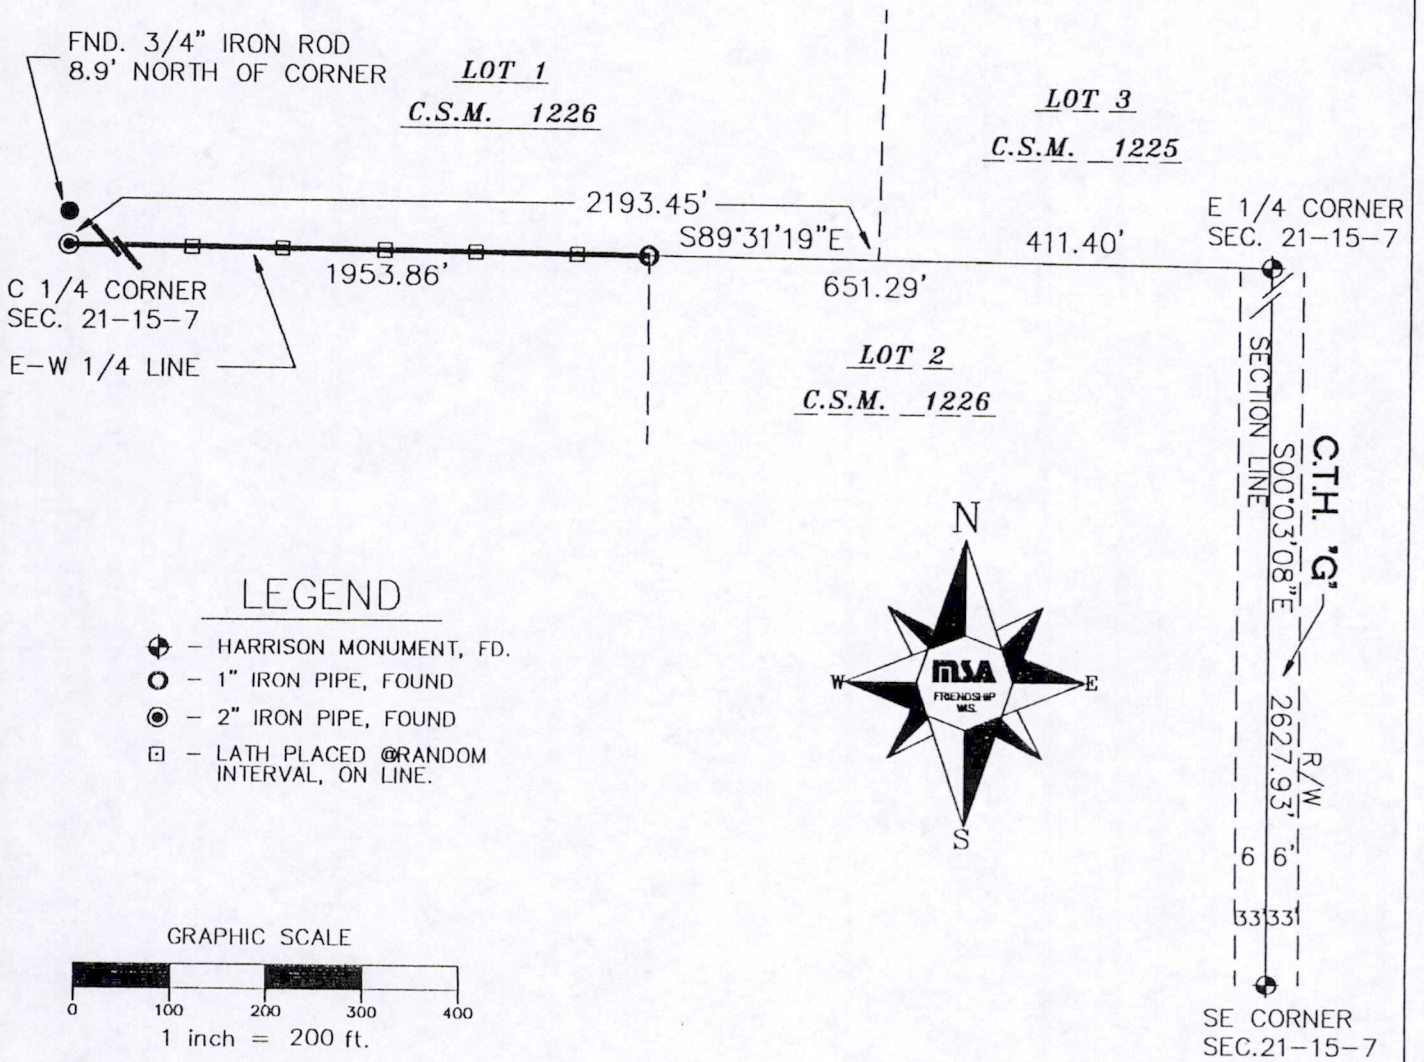 FND. 3/4" IRON ROD
8.9' NORTH OF CORNER
LOT 1
C.S.M. 1226
LOT 3
C.S.M. 1225
2193.45'
S89°31'19"E
411.40'
E 1/4 CORNER
SEC. 21-15-7
1953.86'
651.29'
C 1/4 CORNER
SEC. 21-15-7
E-W 1/4 LINE
LOT 2
C.S.M. 1226
SECTION LINE
S00°03'08"E 2627.93'
C.T.H. "G"
R/W
66'
33' 33'
SE CORNER
SEC.21-15-7
N
W
E
S
MSA
FRIENDSHIP
WIS.
LEGEND
- HARRISON MONUMENT, FD.
- 1" IRON PIPE, FOUND
- 2" IRON PIPE, FOUND
- LATH PLACED @RANDOM
INTERVAL, ON LINE.
GRAPHIC SCALE
0 100 200 300 400
1 inch = 200 ft.